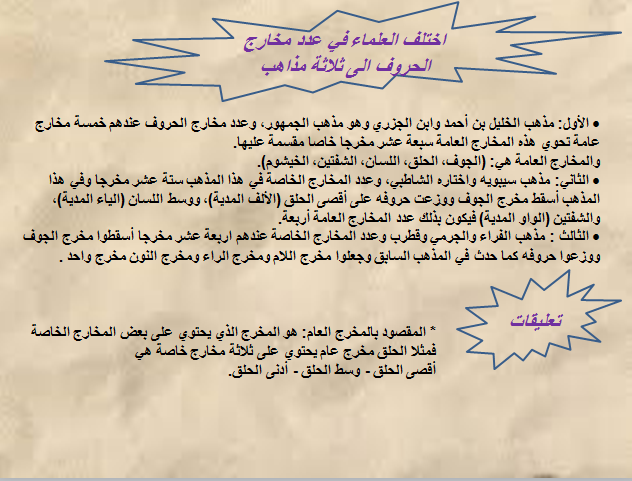 اختلف العلماء في عدد مخارج
الحروف الى ثلاثة مذاهب
• الأول: مذهب الخليل بن أحمد وابن الجزري وهو مذهب الجمهور، وعدد مخارج الحروف عندهم خمسة مخارج
عامة تحوي هذه المخارج العامة سبعة عشر مخرجا خاصا مقسمة عليها.
والمخارج العامة هي: (الجوف، الحلق، اللسان، الشفتين، الخيشوم).
• الثاني: مذهب سيبويه واختاره الشاطبي، وعدد المخارج الخاصة في هذا المذهب ستة عشر مخرجا وفي هذا
المذهب أسقط مخرج الجوف ووزعت حروفه على أقصى الحلق (الألف المدية)، ووسط اللسان (الياء المدية)،
والشفتين (الواو المدية) فيكون بذلك عدد المخارج العامة أربعة.
• الثالث : مذهب الفراء والجرمي وقطرب وعدد المخارج الخاصة عندهم اربعة عشر مخرجا أسقطوا مخرج الجوف
ووزعوا حروفه كما حدث في المذهب السابق وجعلوا مخرج اللام ومخرج الراء ومخرج النون مخرج واحد .
تعليقات
* المقصود بالمخرج العام: هو المخرج الذي يحتوي على بعض المخارج الخاصة
فمثلا الحلق مخرج عام يحتوي على ثلاثة مخارج خاصة هي
أقصى الحلق - وسط الحلق - أدنى الحلق.